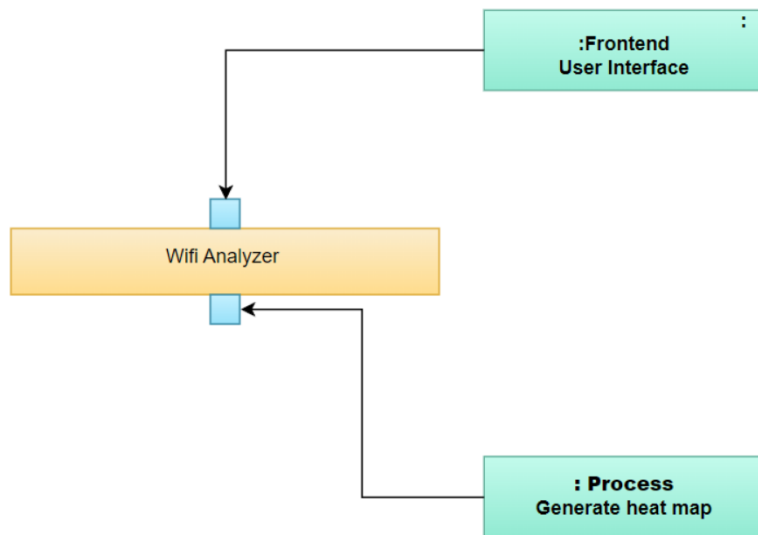 :
:Frontend
User Interface
Wifi Analyzer
: Process
Generate heat map